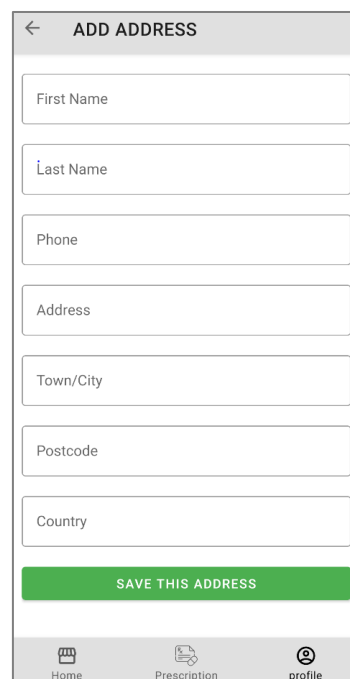 ADD ADDRESS
First Name
Last Name
Phone
Address
Town/City
Postcode
Country
SAVE THIS ADDRESS
Home Prescription profile